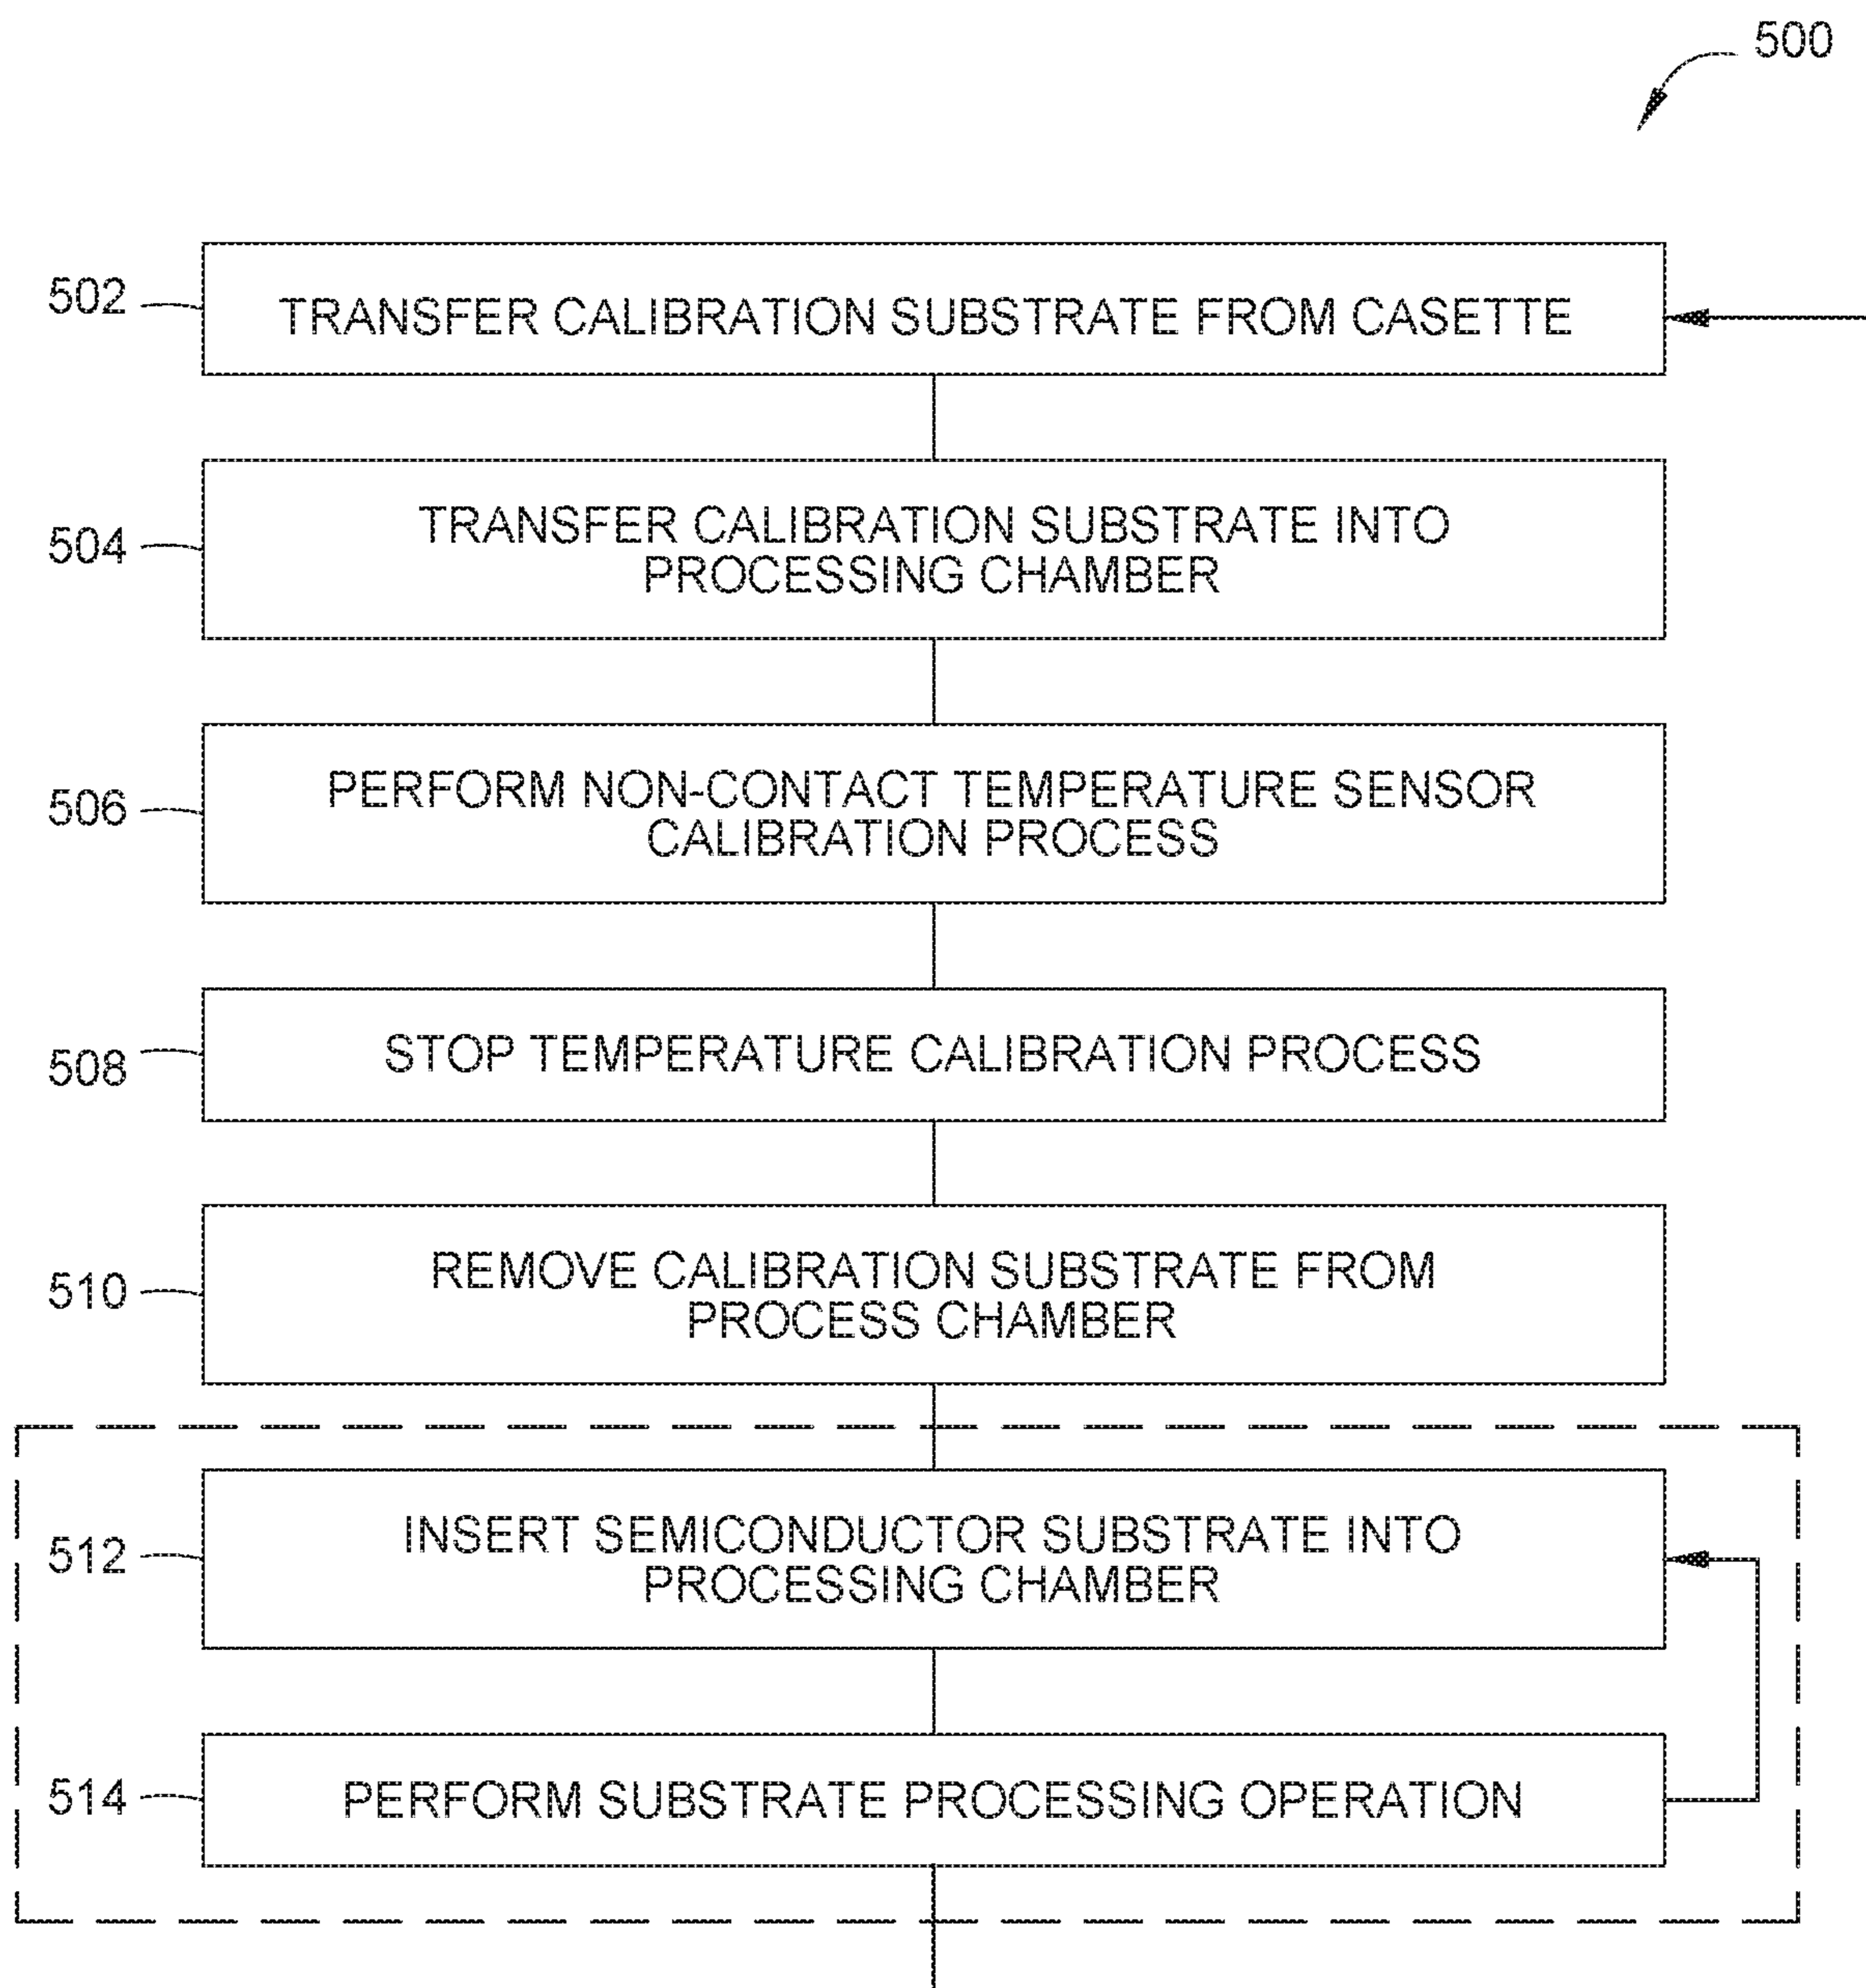 500
502
TRANSFER CALIBRATION SUBSTRATE FROM CASETTE
504
TRANSFER CALIBRATION SUBSTRATE INTO
PROCESSING CHAMBER
506
PERFORM NON-CONTACT TEMPERATURE SENSOR
CALIBRATION PROCESS
508
STOP TEMPERATURE CALIBRATION PROCESS
510
REMOVE CALIBRATION SUBSTRATE FROM
PROCESS CHAMBER
512
INSERT SEMICONDUCTOR SUBSTRATE INTO
PROCESSING CHAMBER
514
PERFORM SUBSTRATE PROCESSING OPERATION